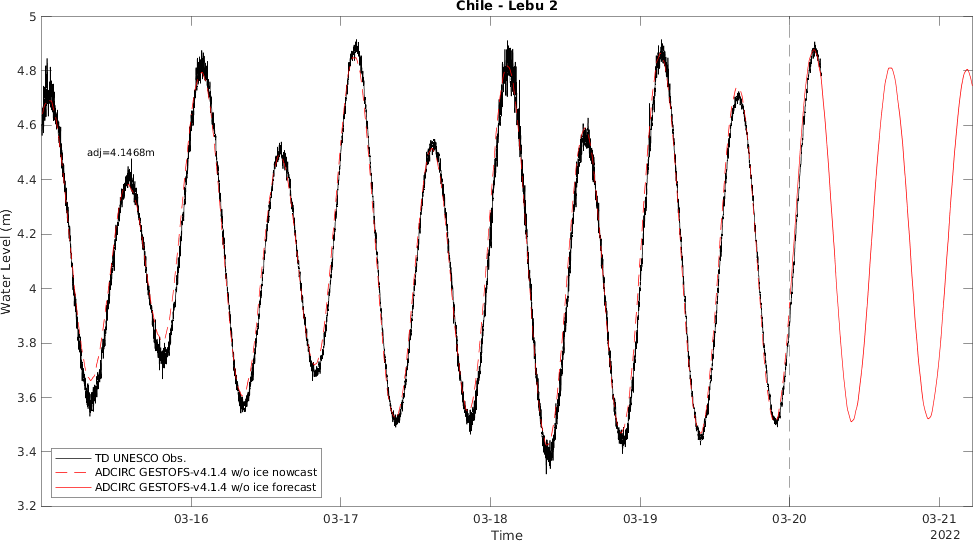 Chile - Lebu 2
5
4.8
4.6
4.4
4.2
4
3.8
3.6
3.4
3.2
Water Level (m)
adj=4.1468m
TD UNESCO Obs.
ADCIRC GESTOFS-v4.1.4 w/o ice nowcast
ADCIRC GESTOFS-v4.1.4 w/o ice forecast
03-16 03-17 03-18 03-19 03-20 03-21
Time
2022